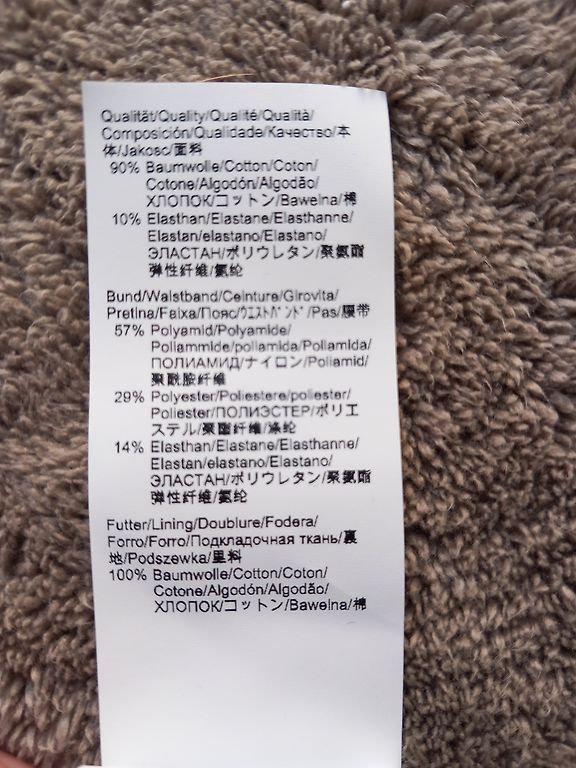 Qualität/Quality/Qualité/Qualità/
Composición/Qualidade/Качество/本
体/Jakosc/面料
90% Baumwolle/Cotton/Coton/
Cotone/Algodón/Algodão/
ХЛОПОК/コットン/Bawelna/棉
10% Elasthan/Elastane/Elasthanne/
Elastan/elastano/Elastano/
ЭЛАСТАН/ポリウレタン/聚氨酯
弹性纤维/氨纶
Bund/Waistband/Ceinture/Girovita/
Pretina/Faixa/Пояс/ｳｴｽﾄﾊﾞﾝﾄﾞ/Pas/腰带
57% Polyamid/Polyamide/
Poliammide/poliamida/Poliamida/
ПОЛИАМИД/ナイロン/Poliamid/
聚酰胺纤维
29% Polyester/Poliestere/poliester/
Poliester/ПОЛИЭСТЕР/ポリエ
ステル/聚酯纤维/涤纶
14% Elasthan/Elastane/Elasthanne/
Elastan/elastano/Elastano/
ЭЛАСТАН/ポリウレタン/聚氨酯
弹性纤维/氨纶
Futter/Lining/Doublure/Fodera/
Forro/Forro/Подкладочная ткань/裏
地/Podszewka/里料
100% Baumwolle/Cotton/Coton/
Cotone/Algodón/Algodão/
ХЛОПОК/コットン/Bawelna/棉